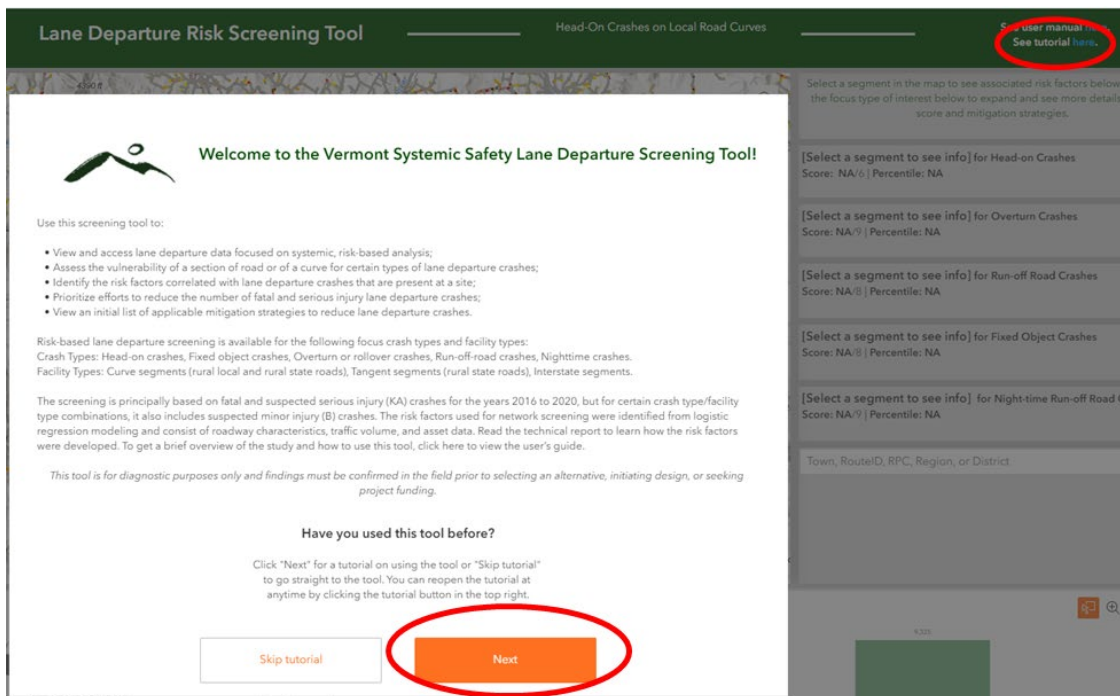 Lane Departure Risk Screening Tool
Head-On Crashes on Local Road Curves
See user manual here.
See tutorial here.
Select a segment in the map to see associated risk factors below
the focus type of interest below to expand and see more details
score and mitigation strategies.
Welcome to the Vermont Systemic Safety Lane Departure Screening Tool!
Use this screening tool to:
• View and access lane departure data focused on systemic, risk-based analysis;
• Assess the vulnerability of a section of road or of a curve for certain types of lane departure crashes;
• Identify the risk factors correlated with lane departure crashes that are present at a site;
• Prioritize efforts to reduce the number of fatal and serious injury lane departure crashes;
• View an initial list of applicable mitigation strategies to reduce lane departure crashes.
Risk-based lane departure screening is available for the following focus crash types and facility types:
Crash Types: Head-on crashes, Fixed object crashes, Overturn or rollover crashes, Run-off-road crashes, Nighttime crashes.
Facility Types: Curve segments (rural local and rural state roads), Tangent segments (rural state roads), Interstate segments.
The screening is principally based on fatal and suspected serious injury (KA) crashes for the years 2016 to 2020, but for certain crash type/facility
type combinations, it also includes suspected minor injury (B) crashes. The risk factors used for network screening were identified from logistic
regression modeling and consist of roadway characteristics, traffic volume, and asset data. Read the technical report to learn how the risk factors
were developed. To get a brief overview of the study and how to use this tool, click here to view the user's guide.
This tool is for diagnostic purposes only and findings must be confirmed in the field prior to selecting an alternative, initiating design, or seeking
project funding.
Have you used this tool before?
Click "Next" for a tutorial on using the tool or "Skip tutorial"
to go straight to the tool. You can reopen the tutorial at
anytime by clicking the tutorial button in the top right.
Skip tutorial
Next
[Select a segment to see info] for Head-on Crashes
Score: NA/6 | Percentile: NA
[Select a segment to see info] for Overturn Crashes
Score: NA/9 | Percentile: NA
[Select a segment to see info] for Run-off Road Crashes
Score: NA/8 | Percentile: NA
[Select a segment to see info] for Fixed Object Crashes
Score: NA/8 | Percentile: NA
[Select a segment to see info] for Night-time Run-off Road
Score: NA/9 | Percentile: NA
Town, RouteID, RPC, Region, or District